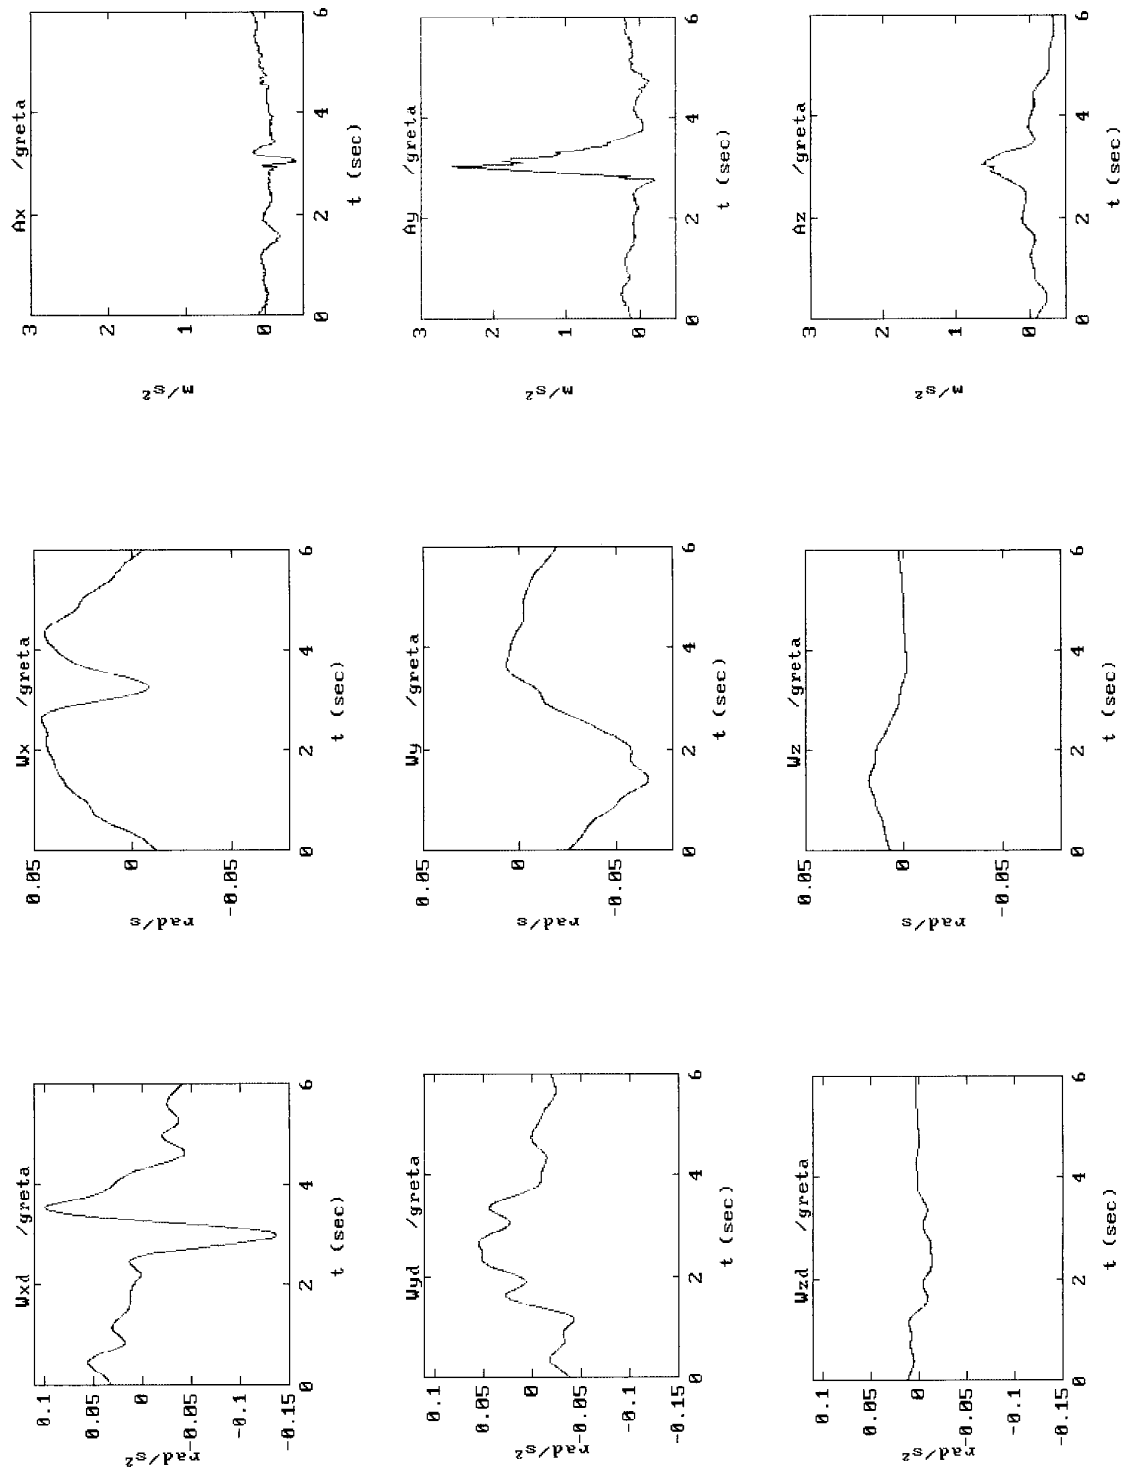 Wxd /greta
rad/s²
0.1
0.05
0
-0.05
-0.1
-0.15
0 2 4 6
t (sec)
Wx /greta
rad/s
0.05
0
-0.05
0 2 4 6
t (sec)
Ax /greta
m/s²
3
2
1
0
0 2 4 6
t (sec)
Wyd /greta
rad/s²
0.1
0.05
0
-0.05
-0.1
-0.15
0 2 4 6
t (sec)
Wy /greta
rad/s
0.05
0
-0.05
0 2 4 6
t (sec)
Ay /greta
m/s²
3
2
1
0
0 2 4 6
t (sec)
Wzd /greta
rad/s²
0.1
0.05
0
-0.05
-0.1
-0.15
0 2 4 6
t (sec)
Wz /greta
rad/s
0.05
0
-0.05
0 2 4 6
t (sec)
Az /greta
m/s²
3
2
1
0
0 2 4 6
t (sec)